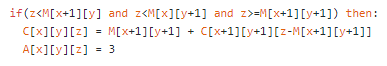 if(z<M[x+1][y] and z<M[x][y+1] and z>=M[x+1][y+1]) then:
C[x][y][z] = M[x+1][y+1] + C[x+1][y+1][z-M[x+1][y+1]]
A[x][y][z] = 3